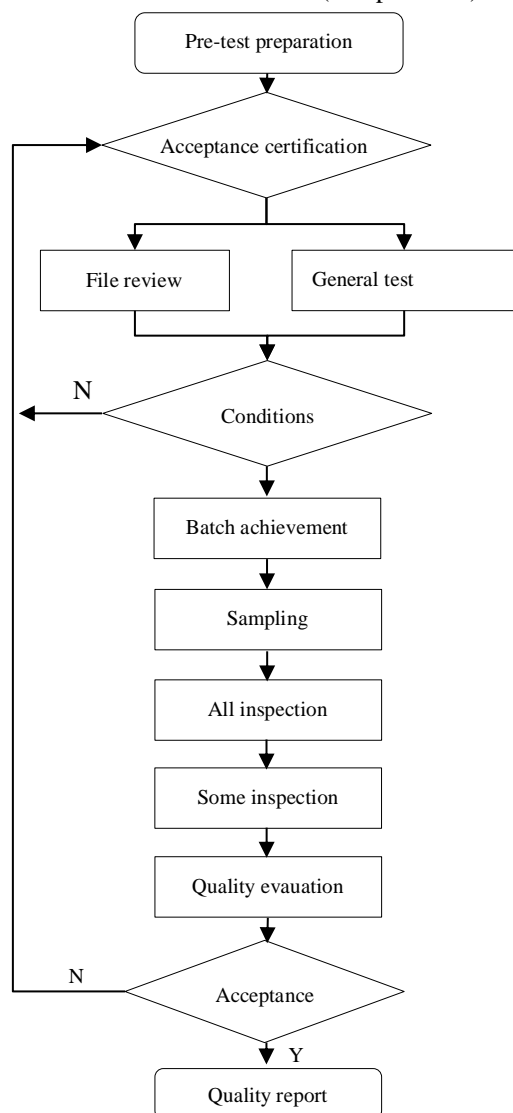 Pre-test preparation
Acceptance certification
File review
General test
N
Conditions
Batch achievement
Sampling
All inspection
Some inspection
Quality evauation
N
Acceptance
Y
Quality report